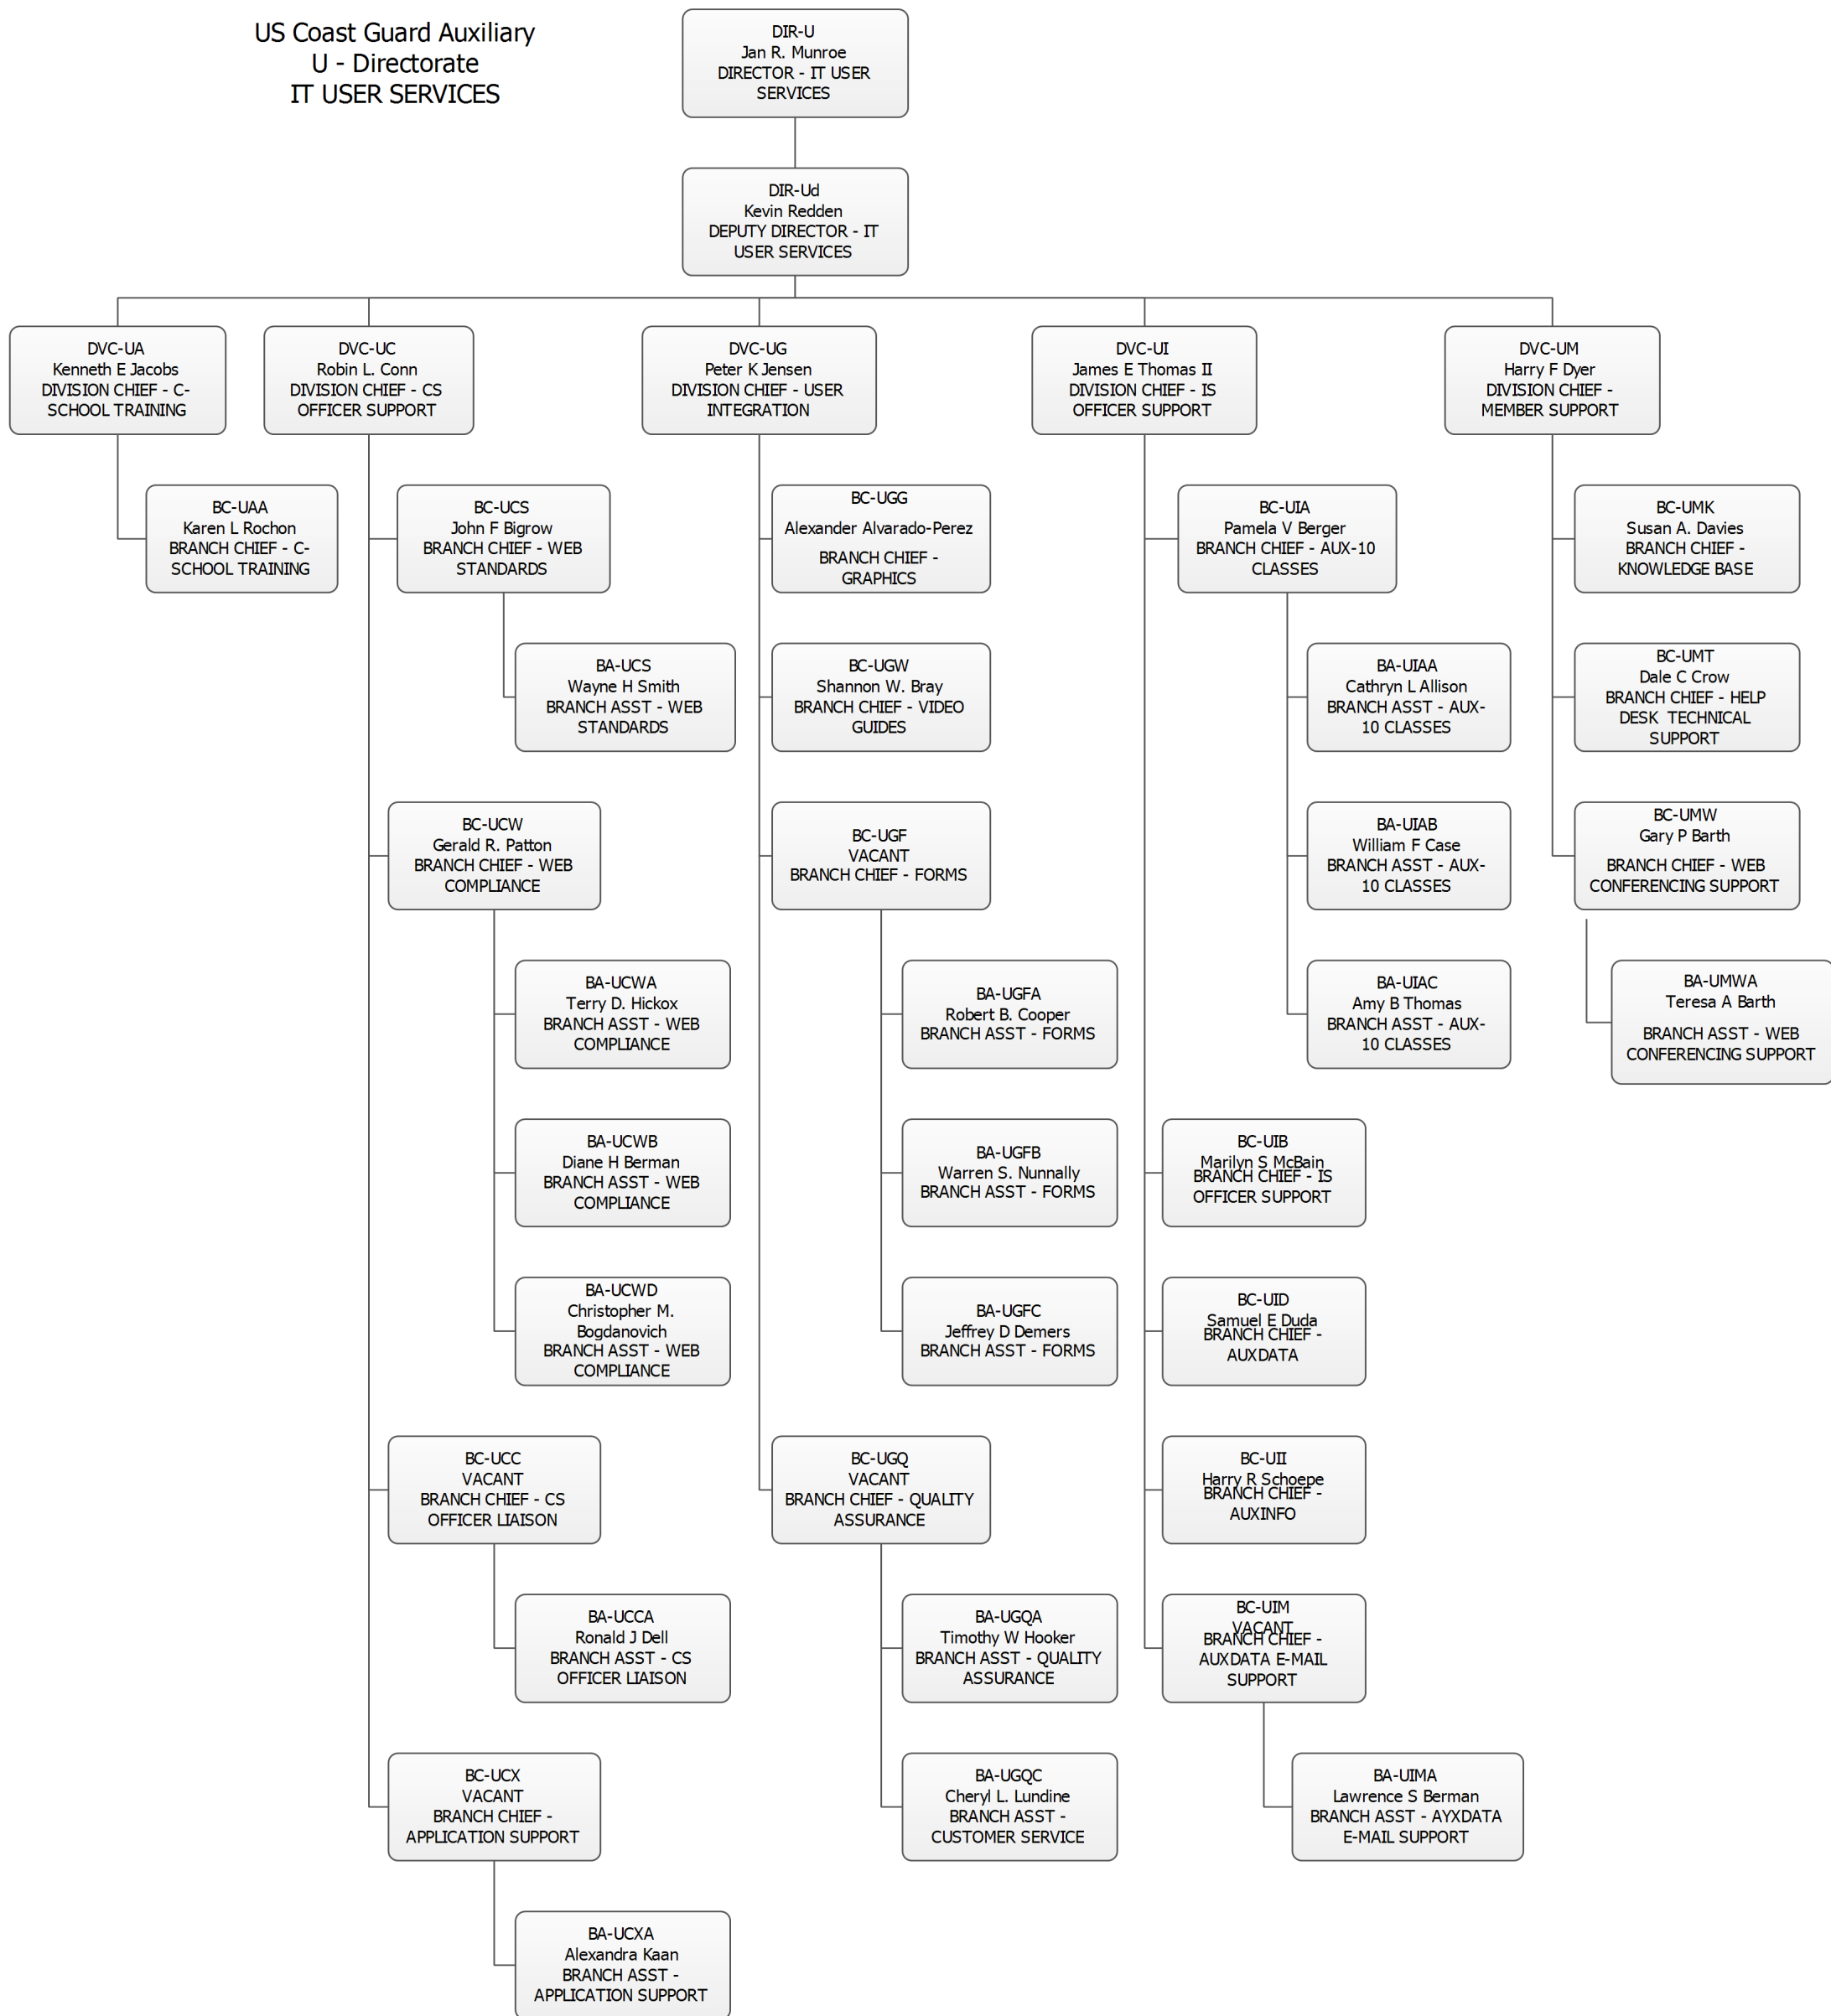 US Coast Guard Auxiliary
U - Directorate
IT USER SERVICES
DIR-U
Jan R. Munroe
DIRECTOR - IT USER
SERVICES
DIR-Ud
Kevin Redden
DEPUTY DIRECTOR - IT
USER SERVICES
DVC-UA
Kenneth E Jacobs
DIVISION CHIEF - C-
SCHOOL TRAINING
BC-UAA
Karen L Rochon
BRANCH CHIEF - C-
SCHOOL TRAINING
DVC-UC
Robin L. Conn
DIVISION CHIEF - CS
OFFICER SUPPORT
BC-UCS
John F Bigrow
BRANCH CHIEF - WEB
STANDARDS
BA-UCS
Wayne H Smith
BRANCH ASST - WEB
STANDARDS
BC-UCW
Gerald R. Patton
BRANCH CHIEF - WEB
COMPLIANCE
BA-UCWA
Terry D. Hickox
BRANCH ASST - WEB
COMPLIANCE
BA-UCWB
Diane H Berman
BRANCH ASST - WEB
COMPLIANCE
BA-UCWD
Christopher M.
Bogdanovich
BRANCH ASST - WEB
COMPLIANCE
BC-UCC
VACANT
BRANCH CHIEF - CS
OFFICER LIAISON
BA-UCCA
Ronald J Dell
BRANCH ASST - CS
OFFICER LIAISON
BC-UCX
VACANT
BRANCH CHIEF -
APPLICATION SUPPORT
BA-UCXA
Alexandra Kaan
BRANCH ASST -
APPLICATION SUPPORT
DVC-UG
Peter K Jensen
DIVISION CHIEF - USER
INTEGRATION
BC-UGG
Alexander Alvarado-Perez
BRANCH CHIEF -
GRAPHICS
BC-UGW
Shannon W. Bray
BRANCH CHIEF - VIDEO
GUIDES
BC-UGF
VACANT
BRANCH CHIEF - FORMS
BA-UGFA
Robert B. Cooper
BRANCH ASST - FORMS
BA-UGFB
Warren S. Nunnally
BRANCH ASST - FORMS
BA-UGFC
Jeffrey D Demers
BRANCH ASST - FORMS
BC-UGQ
VACANT
BRANCH CHIEF - QUALITY
ASSURANCE
BA-UGQA
Timothy W Hooker
BRANCH ASST - QUALITY
ASSURANCE
BA-UGQC
Cheryl L. Lundine
BRANCH ASST -
CUSTOMER SERVICE
DVC-UI
James E Thomas II
DIVISION CHIEF - IS
OFFICER SUPPORT
BC-UIA
Pamela V Berger
BRANCH CHIEF - AUX-10
CLASSES
BA-UIAA
Cathryn L Allison
BRANCH ASST - AUX-
10 CLASSES
BA-UIAB
William F Case
BRANCH ASST - AUX-
10 CLASSES
BA-UIAC
Amy B Thomas
BRANCH ASST - AUX-
10 CLASSES
BC-UIB
Marilyn S McBain
BRANCH CHIEF - IS
OFFICER SUPPORT
BC-UID
Samuel E Duda
BRANCH CHIEF -
AUXDATA
BC-UII
Harry R Schoepe
BRANCH CHIEF -
AUXINFO
BC-UIM
VACANT
BRANCH CHIEF -
AUXDATA E-MAIL
SUPPORT
BA-UIMA
Lawrence S Berman
BRANCH ASST - AYXDATA
E-MAIL SUPPORT
DVC-UM
Harry F Dyer
DIVISION CHIEF -
MEMBER SUPPORT
BC-UMK
Susan A. Davies
BRANCH CHIEF -
KNOWLEDGE BASE
BC-UMT
Dale C Crow
BRANCH CHIEF - HELP
DESK TECHNICAL
SUPPORT
BC-UMW
Gary P Barth
BRANCH CHIEF - WEB
CONFERENCING SUPPORT
BA-UMWA
Teresa A Barth
BRANCH ASST - WEB
CONFERENCING SUPPORT